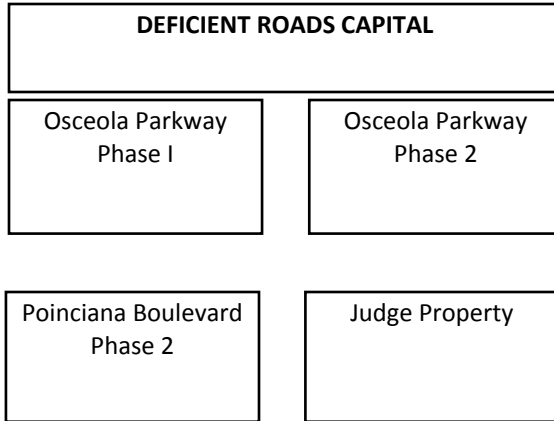 DEFICIENT ROADS CAPITAL
Osceola Parkway
Phase I
Osceola Parkway
Phase 2
Poinciana Boulevard
Phase 2
Judge Property